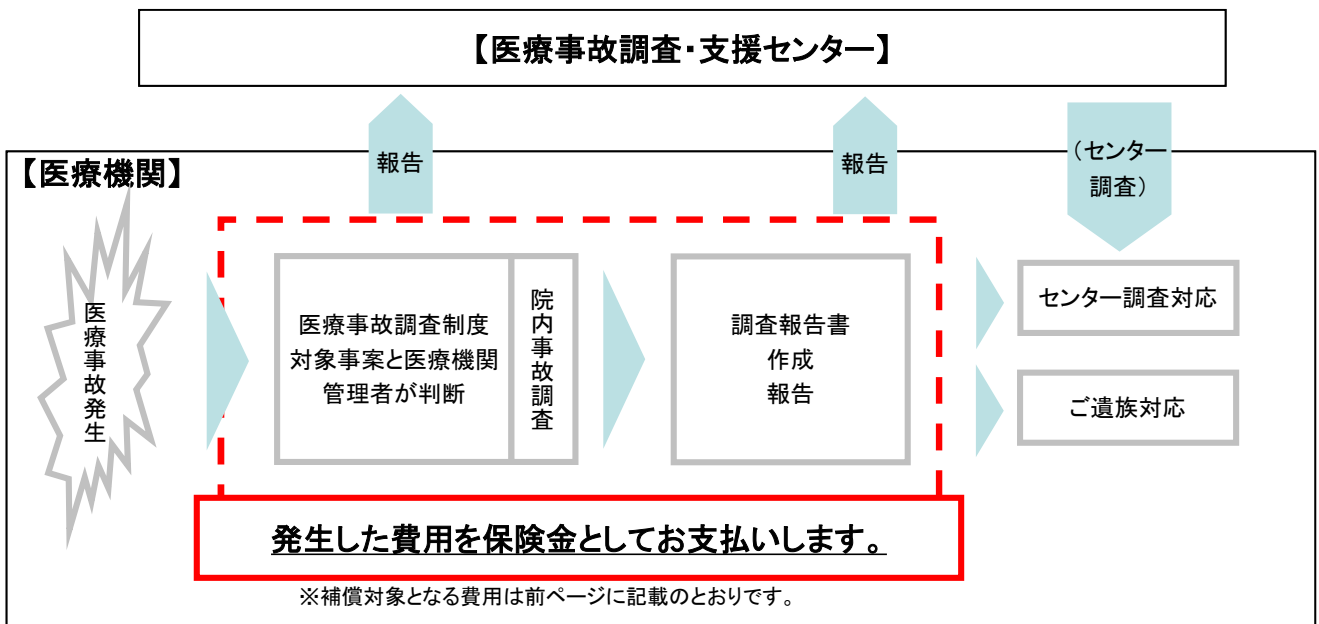 【医療事故調査・支援センター】
報告
報告
（センター
調査）
【医療機関】
医療事故発生
医療事故調査制度
対象事案と医療機関
管理者が判断
院内事故調査
調査報告書
作成
報告
センター調査対応
ご遺族対応
発生した費用を保険金としてお支払いします。
※補償対象となる費用は前ページに記載のとおりです。